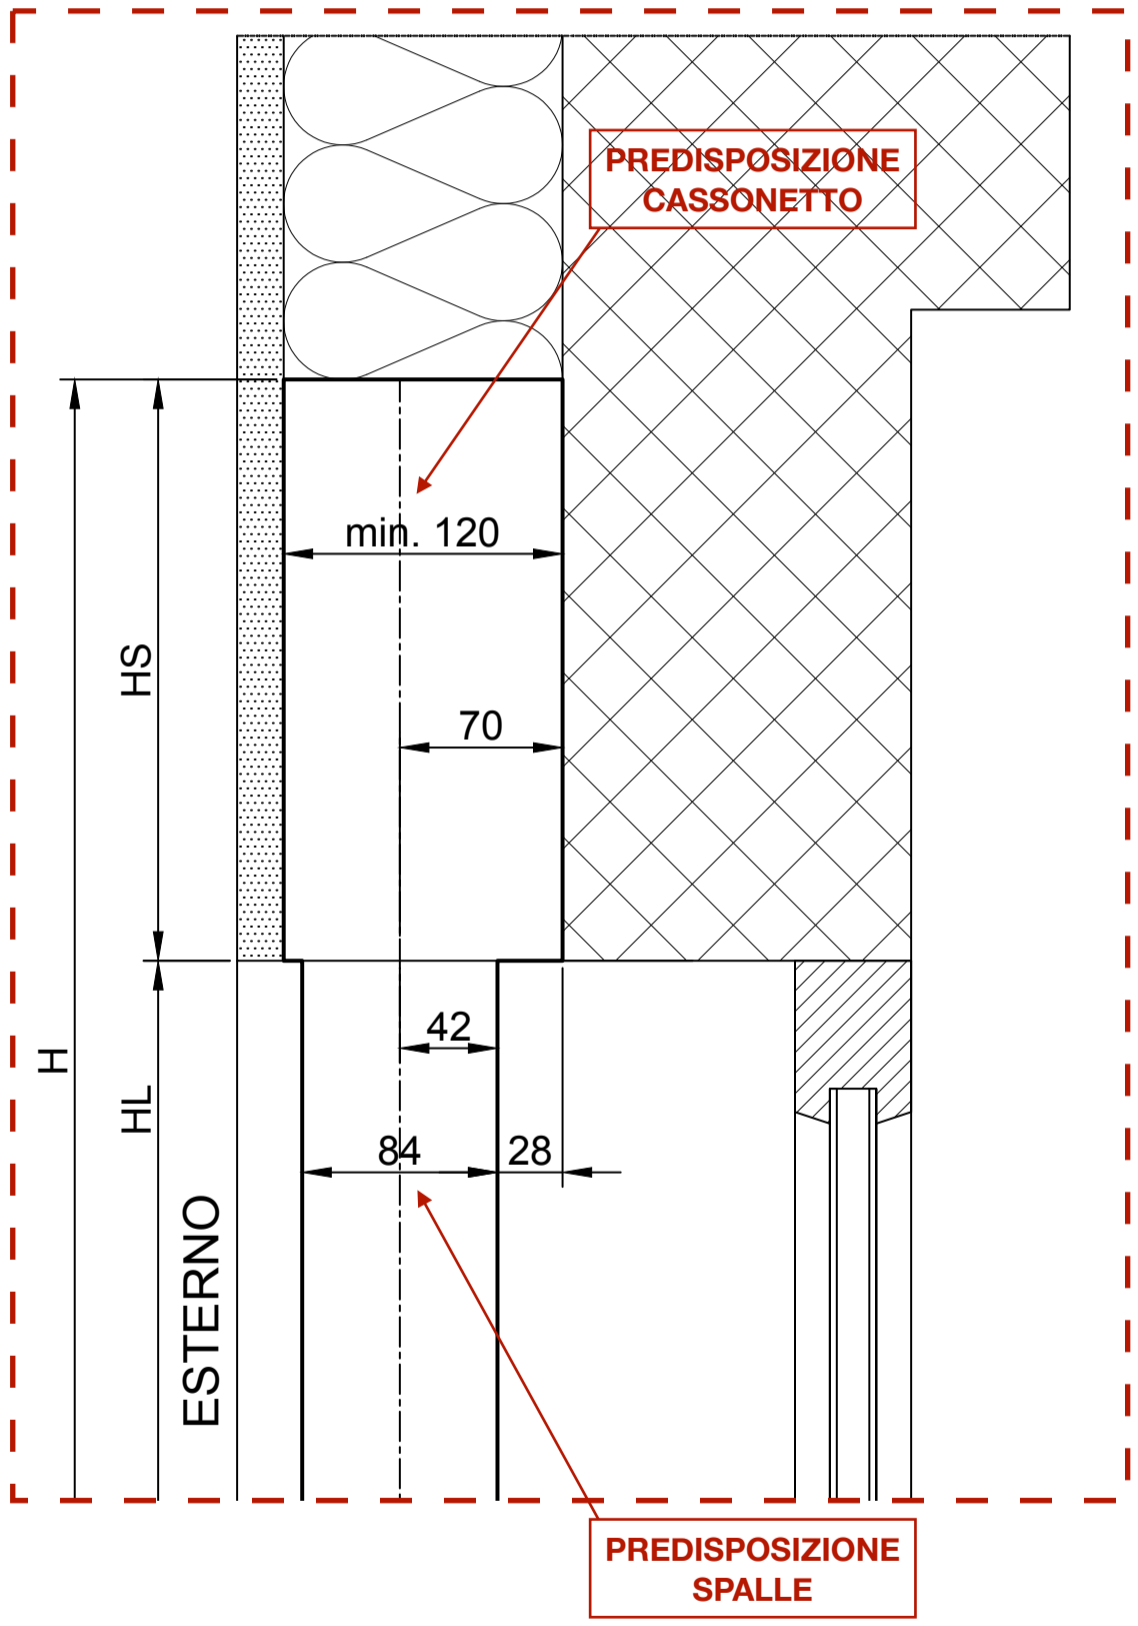 PREDISPOSIZIONE
CASSONETTO
min. 120
HS
70
42
H
HL
84
28
ESTERNO
PREDISPOSIZIONE
SPALLE